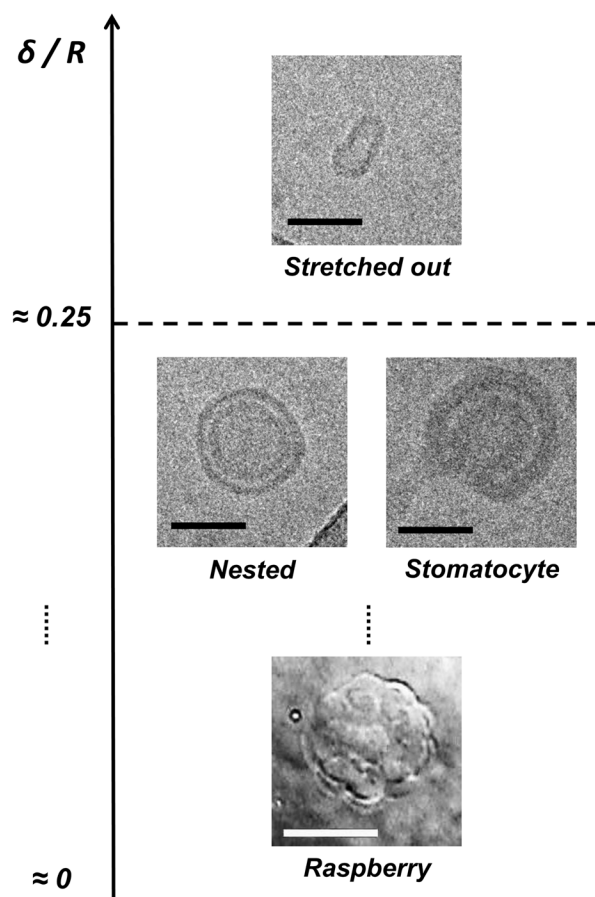 δ / R
Stretched out
≈ 0.25
Nested
Stomatocyte
Raspberry
≈ 0